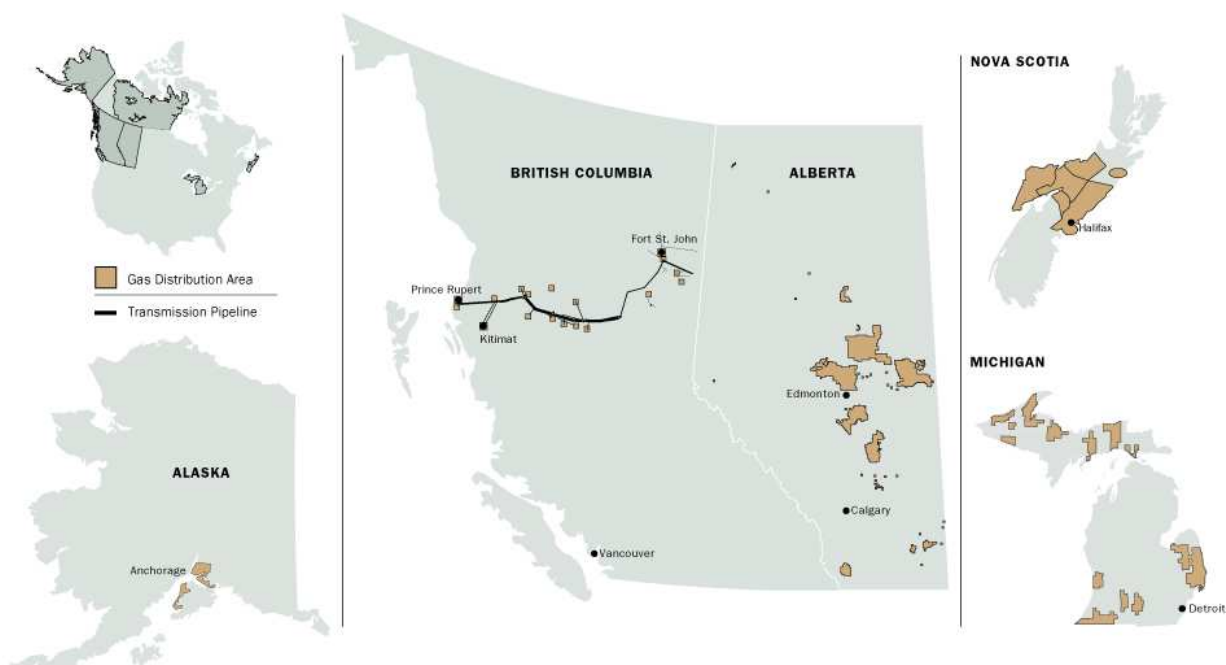 Gas Distribution Area
Transmission Pipeline
ALASKA
Anchorage
BRITISH COLUMBIA
ALBERTA
Fort St. John
Prince Rupert
Kitimat
Edmonton
Calgary
Vancouver
NOVA SCOTIA
Halifax
MICHIGAN
Detroit